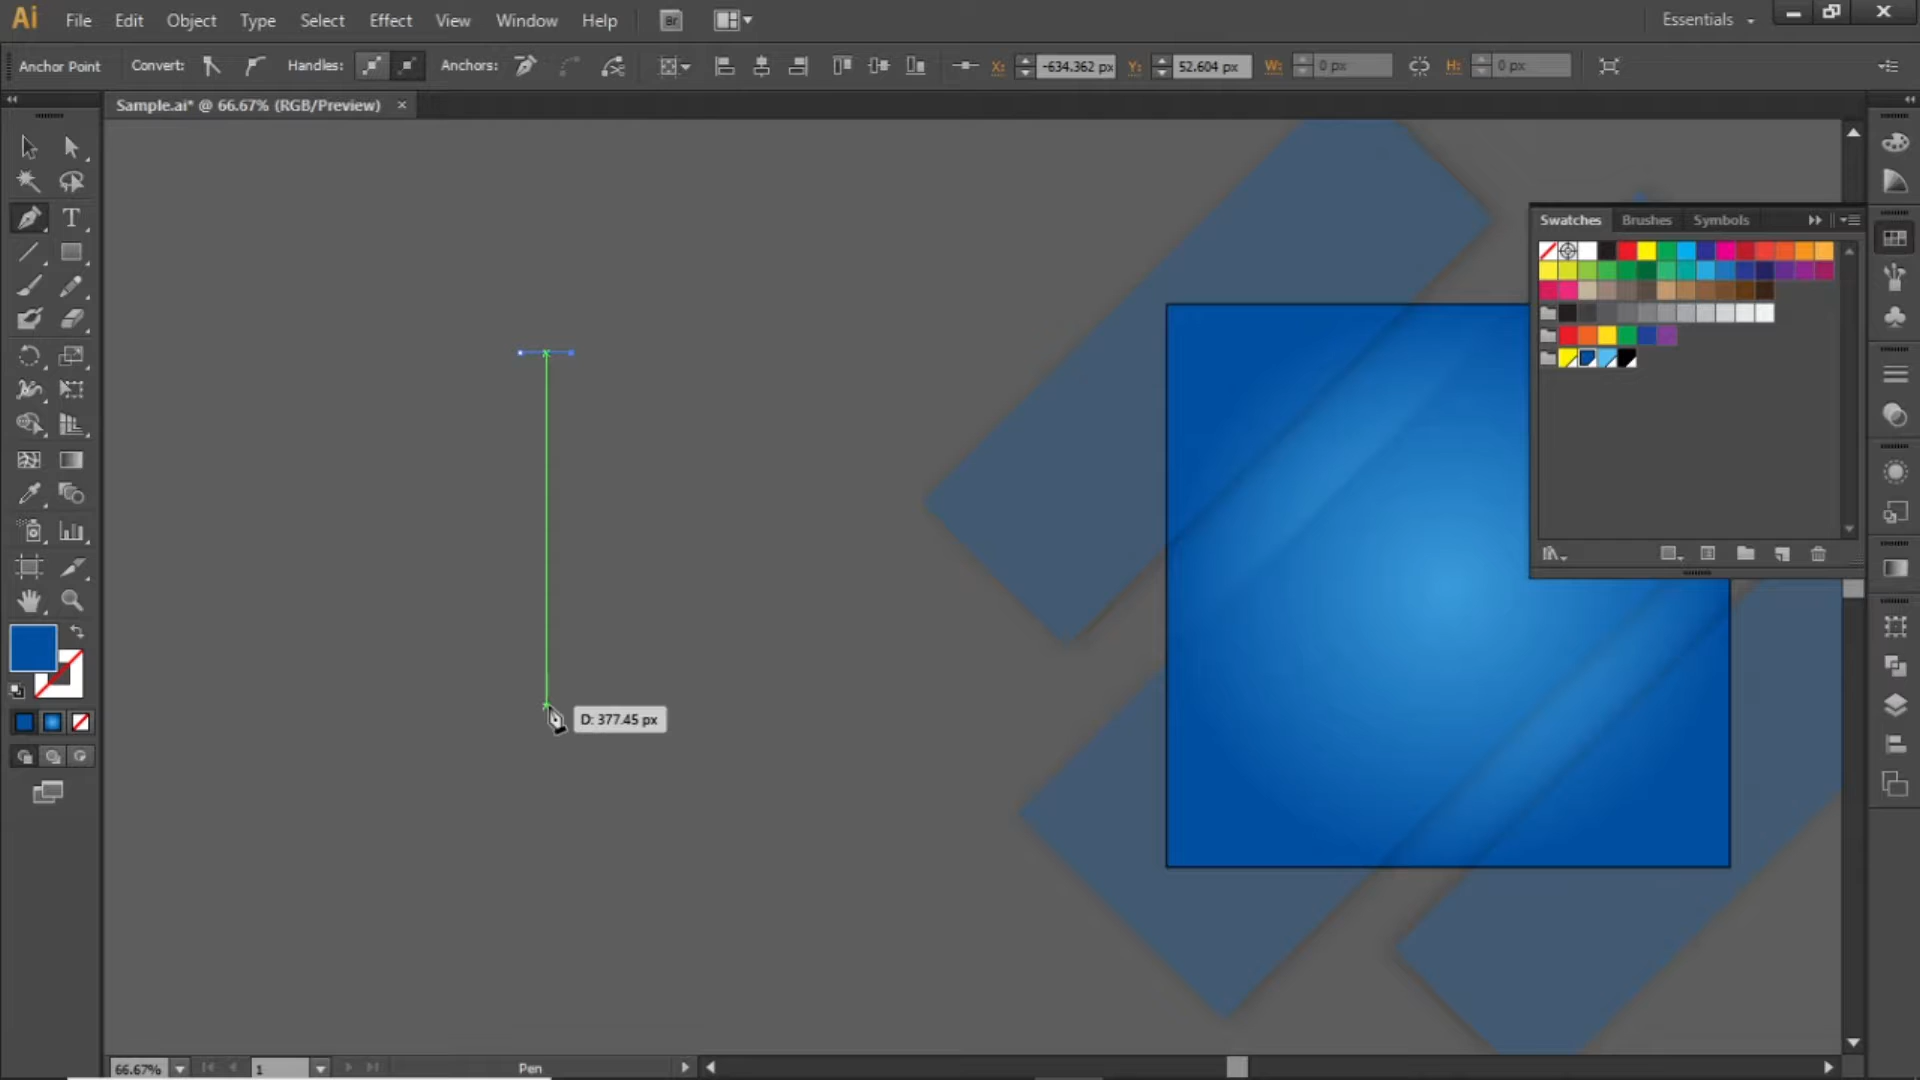 Ai File Edit Object Type Select Effect View Window Help Br Essentials
Anchor Point Convert: Handles: Anchors: X: -634.362 px Y: 52.604 px W: 0 px H: 0 px
Sample.ai* @ 66.67% (RGB/Preview)
Swatches Brushes Symbols
T
D: 377.45 px
66.67% 1 Pen